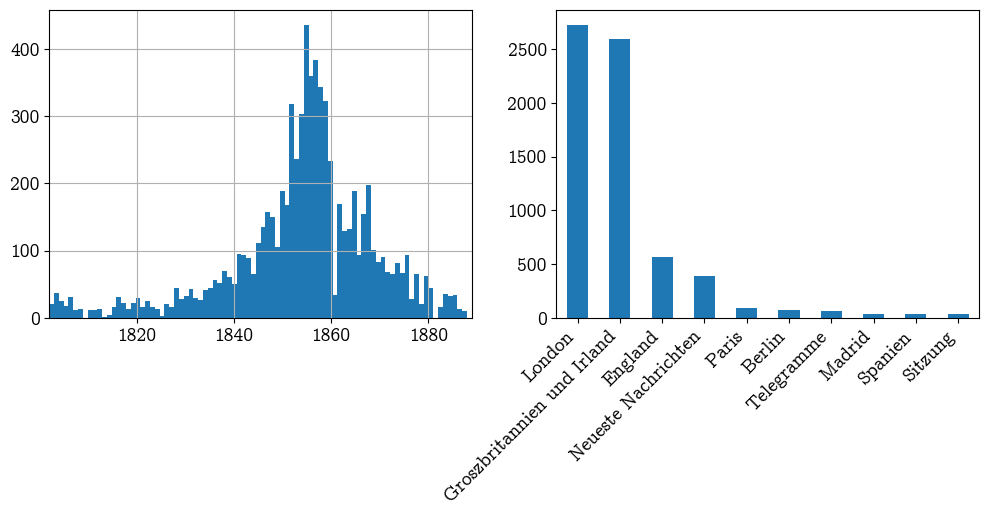 400
300
200
100
0
1820 1840 1860 1880
2500
2000
1500
1000
500
0
London
Groszbritannien und Irland
England
Neueste Nachrichten
Paris
Berlin
Telegramme
Madrid
Spanien
Sitzung